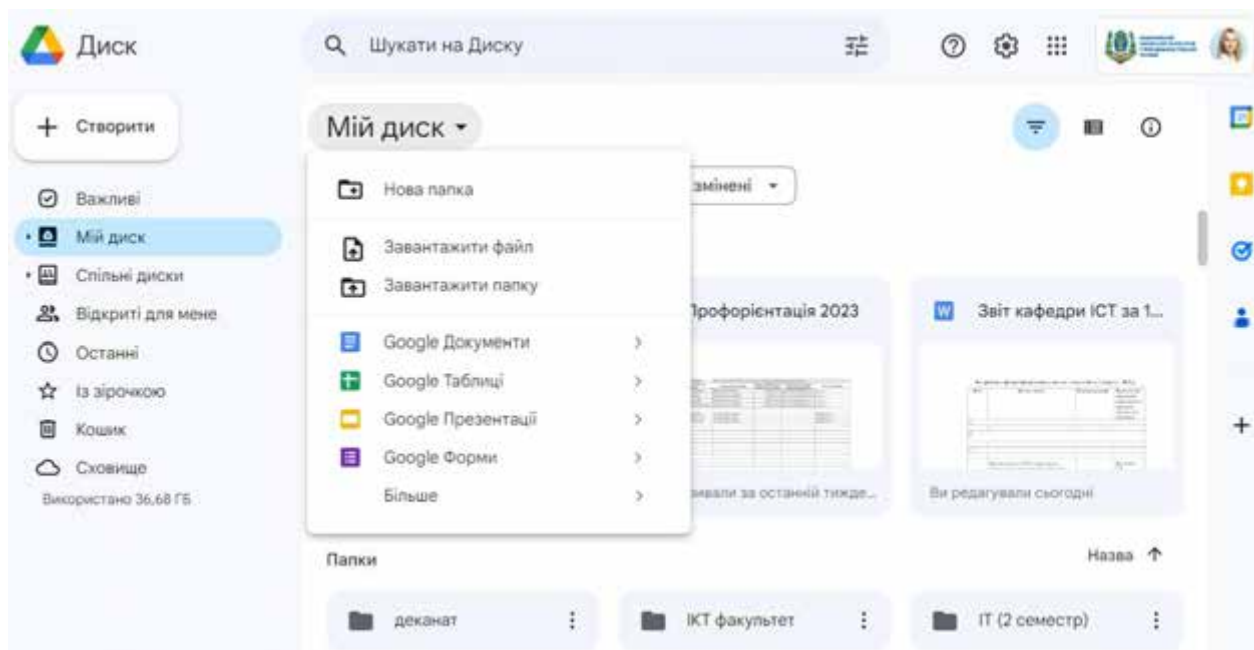 Диск
Шукати на Диску
Створити
Мій диск
Важливі
Мій диск
Спільні диски
Відкриті для мене
Останні
Із зірочкою
Кошик
Сховище
Використано 36,68 ГБ
Нова папка
Завантажити файл
Завантажити папку
Google Документи
Google Таблиці
Google Презентації
Google Форми
Більше
змінені
Профорієнтація 2023
за останній тижде...
W Звіт кафедри ІСТ за 1...
Ви редагували сьогодні
Папки
Назва
деканат
ІКТ факультет
ІТ (2 семестр)